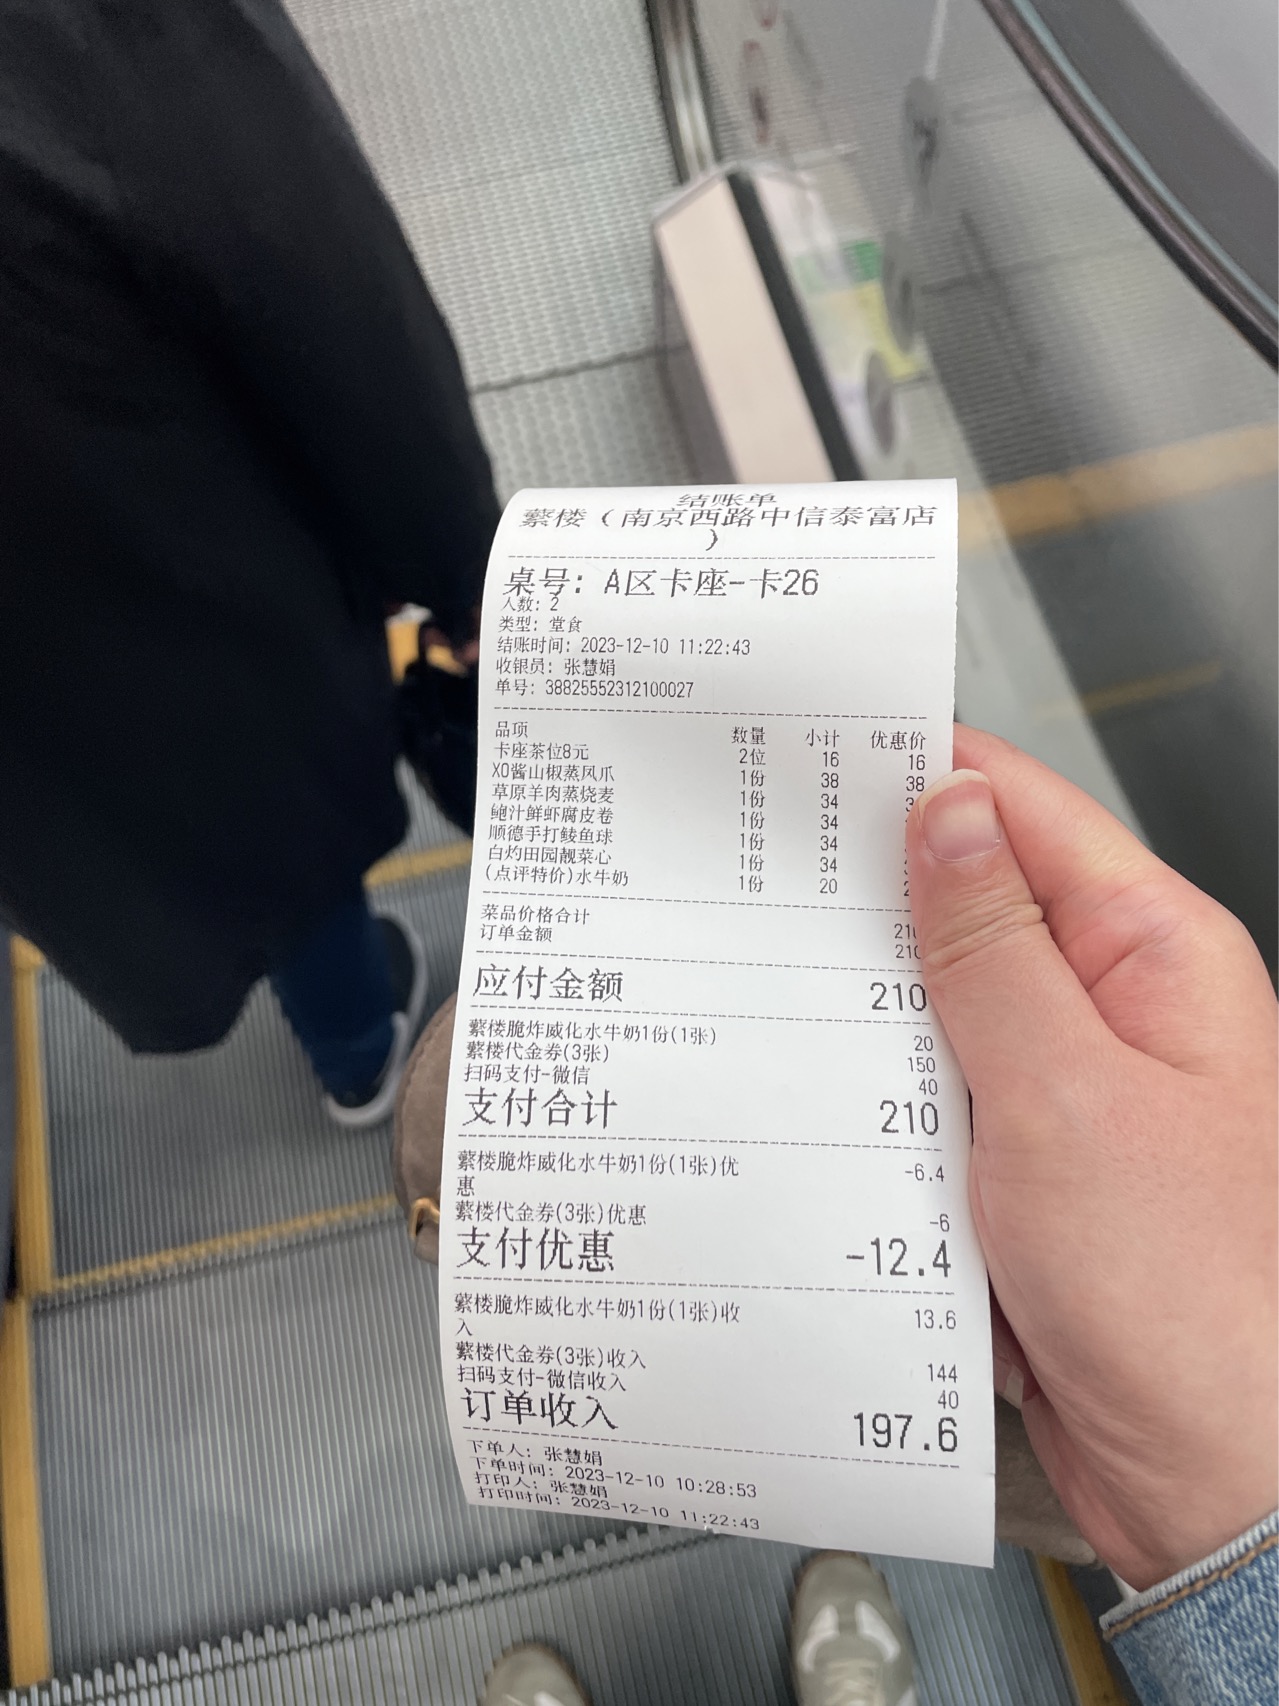 结账单
蘩楼（南京西路中信泰富店
）
桌号: A区卡座-卡26
人数: 2
类型: 堂食
结账时间: 2023-12-10 11:22:43
收银员: 张慧娟
单号: 38825552312100027
品项 数量 小计 优惠价
卡座茶位8元 2位 16 16
XO酱山椒蒸凤爪 1份 38 38
草原羊肉蒸烧麦 1份 34
鲍汁鲜虾腐皮卷 1份 34
顺德手打鲮鱼球 1份 34
白灼田园靓菜心 1份 34
(点评特价)水牛奶 1份 20
菜品价格合计 210
订单金额 210
应付金额 210
蘩楼脆炸威化水牛奶1份(1张) 20
蘩楼代金券(3张) 150
扫码支付-微信 40
支付合计 210
蘩楼脆炸威化水牛奶1份(1张)优 -6.4
惠
蘩楼代金券(3张)优惠 -6
支付优惠 -12.4
蘩楼脆炸威化水牛奶1份(1张)收 13.6
入
蘩楼代金券(3张)收入 144
扫码支付-微信收入 40
订单收入 197.6
下单人: 张慧娟
下单时间: 2023-12-10 10:28:53
打印人: 张慧娟
打印时间: 2023-12-10 11:22:43